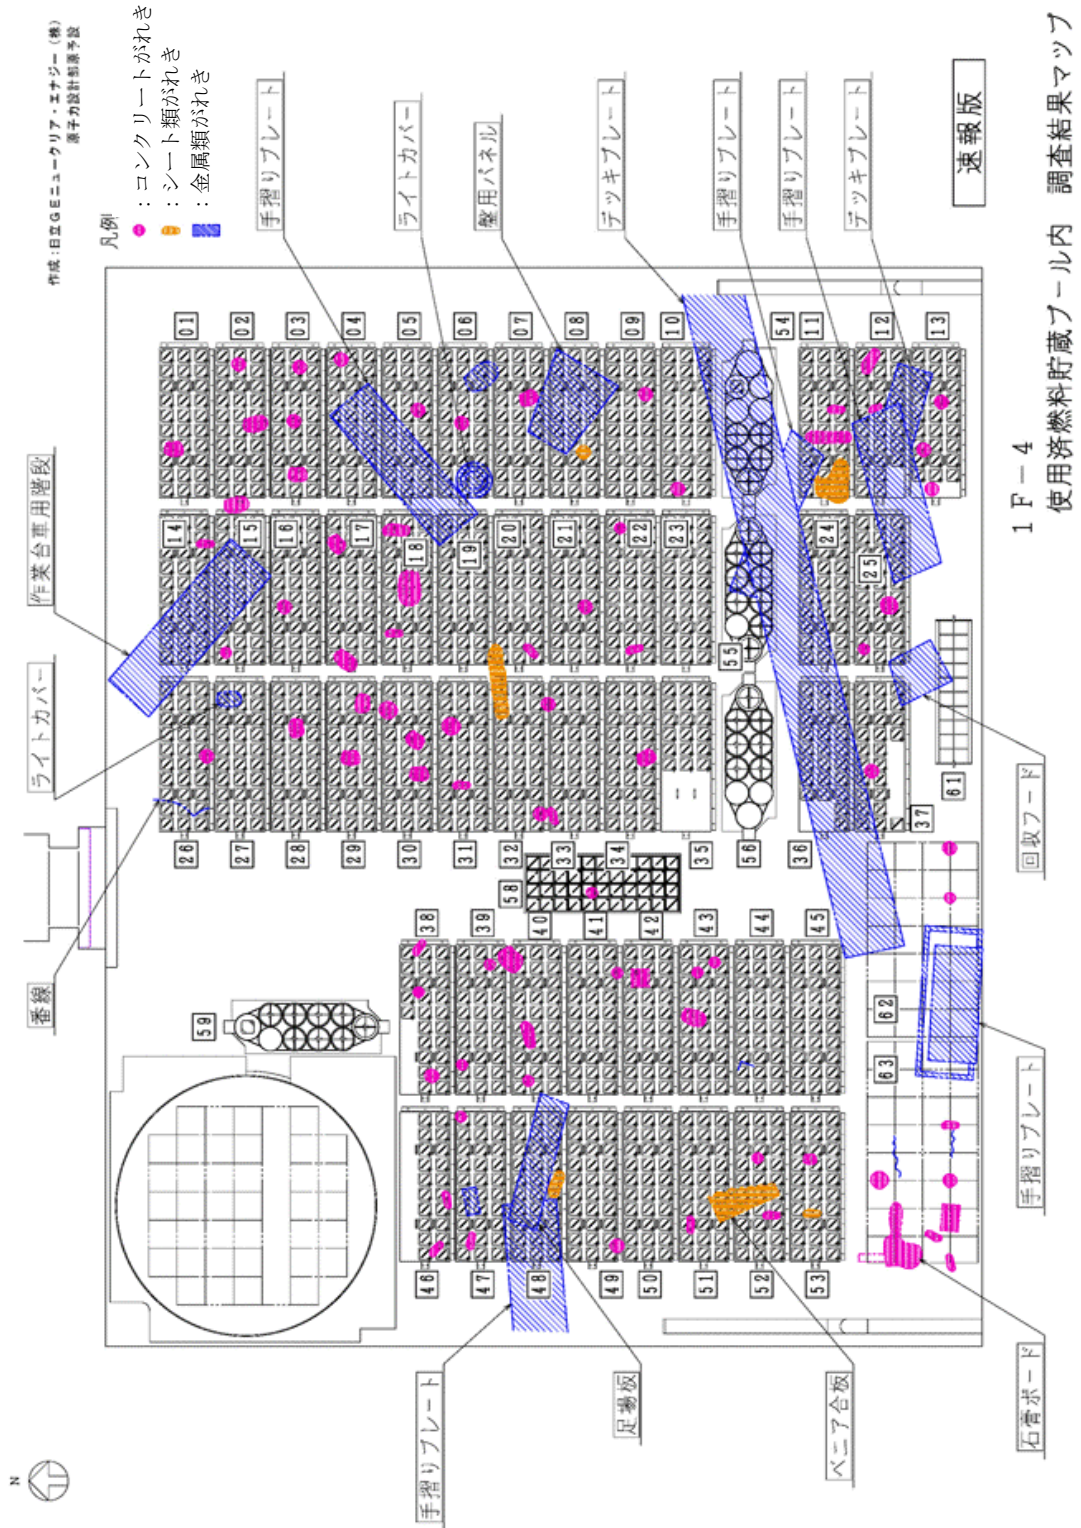 作成：日立GEニュークリア・エナジー（株）
原子力設計部原予設
凡例
：コンクリートがれき
：シート類がれき
：金属類がれき
手摺りプレート
ライトカバー
盤用パネル
デッキプレート
手摺りプレート
手摺りプレート
デッキプレート
速報版
作業台車用階段
ライトカバー
番線
回収フード
手摺りプレート
石膏ボード
手摺りプレート
足場板
ベニア合板
01
02
03
04
05
06
07
08
09
10
54
11
12
13
14
15
16
17
18
19
20
21
22
23
24
25
55
26
27
28
29
30
31
32
33
34
35
56
36
37
61
58
59
38
39
40
41
42
43
44
45
62
63
46
47
48
49
50
51
52
53
N
1F－4
使用済燃料貯蔵プール内　調査結果マップ